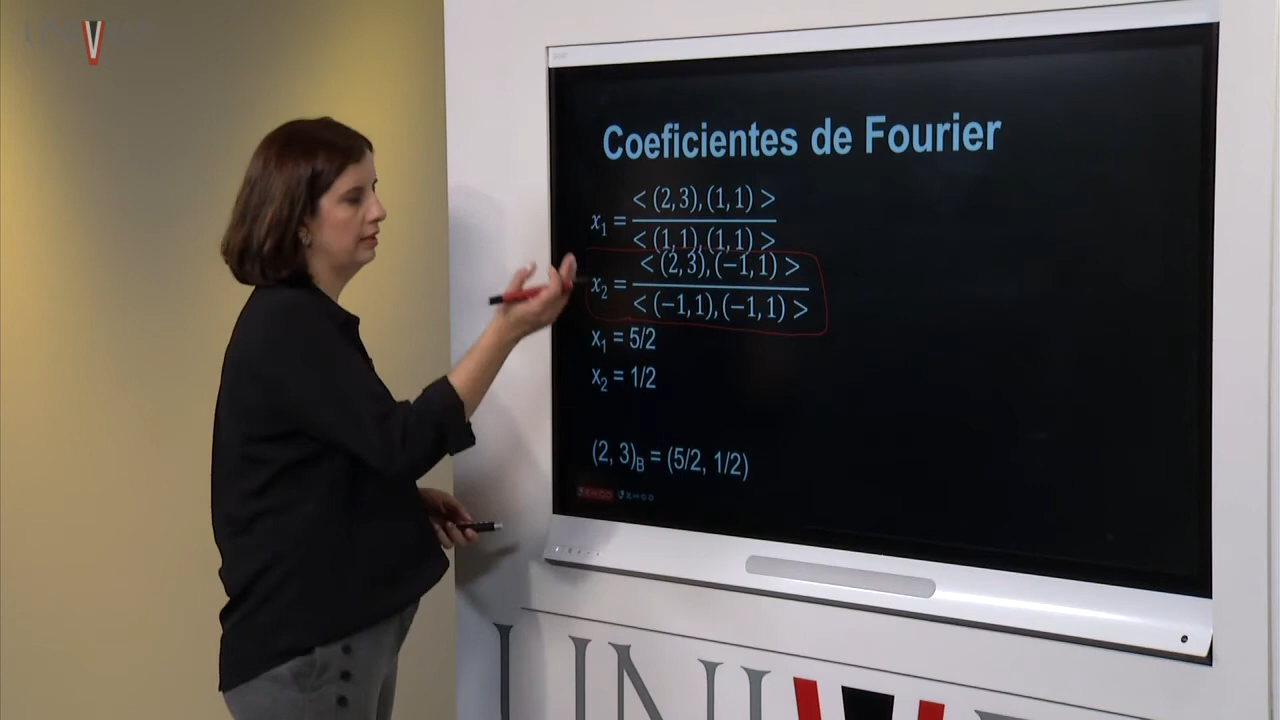 Coeficientes de Fourier
x₁ = < (2, 3), (1, 1) > / < (1, 1), (1, 1) >
x₂ = < (2, 3), (−1, 1) > / < (−1, 1), (−1, 1) >
x₁ = 5/2
x₂ = 1/2
(2, 3)B = (5/2, 1/2)